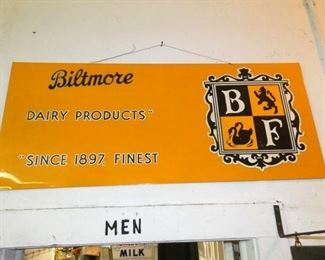 Biltmore
DAIRY PRODUCTS"
"SINCE 1897, FINEST
B
F
MEN
MILK